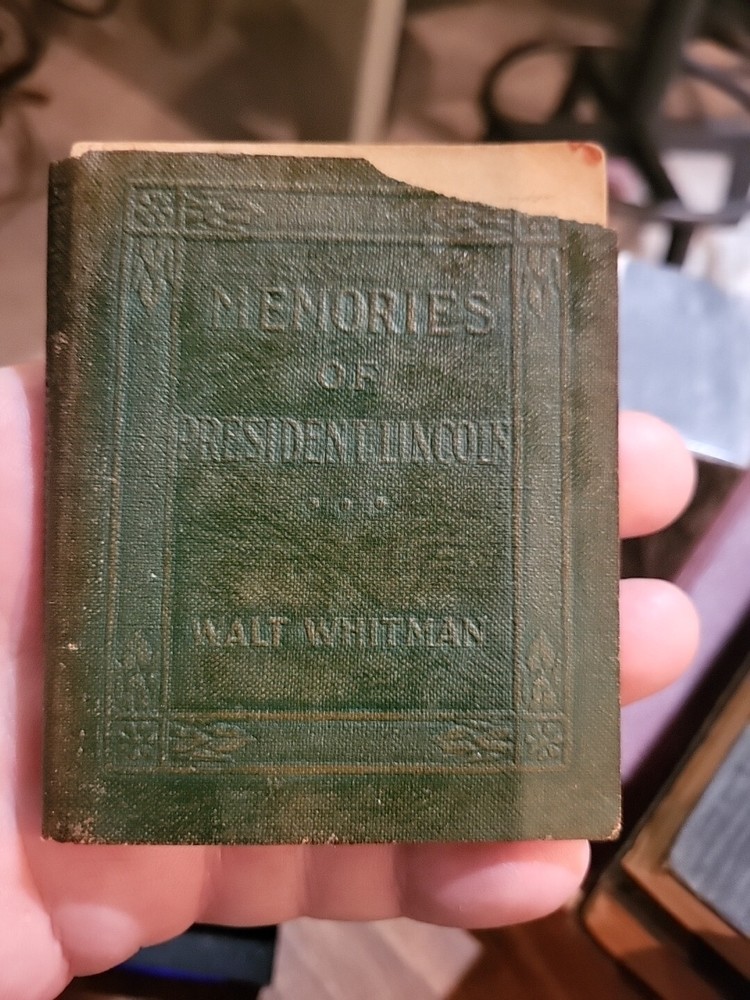 MEMORIES
OF
PRESIDENT LINCOLN
WALT WHITMAN